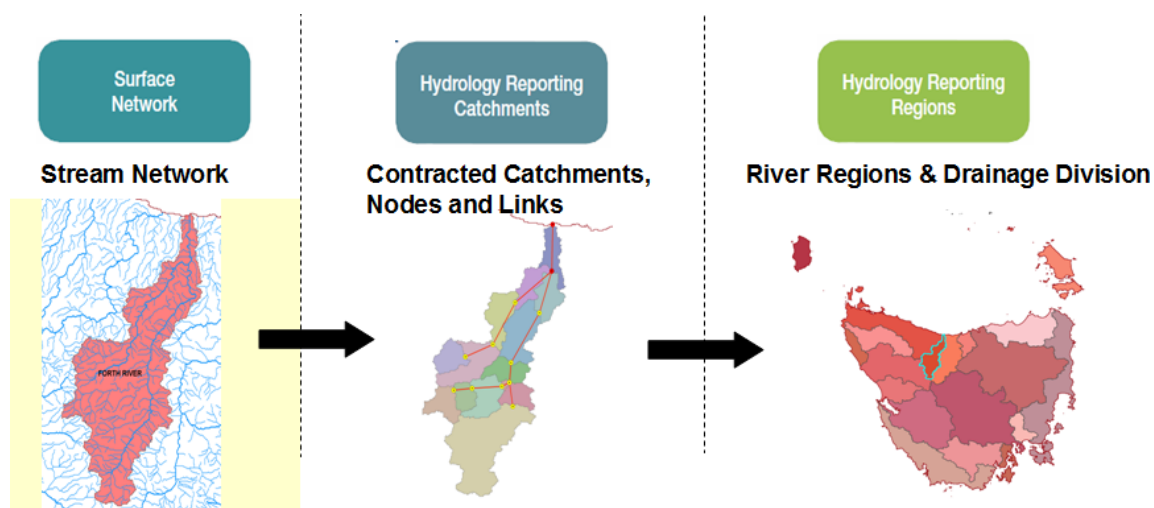 Surface
Network
Hydrology Reporting
Catchments
Hydrology Reporting
Regions
Stream Network
Contracted Catchments,
Nodes and Links
River Regions & Drainage Division
FORTH RIVER